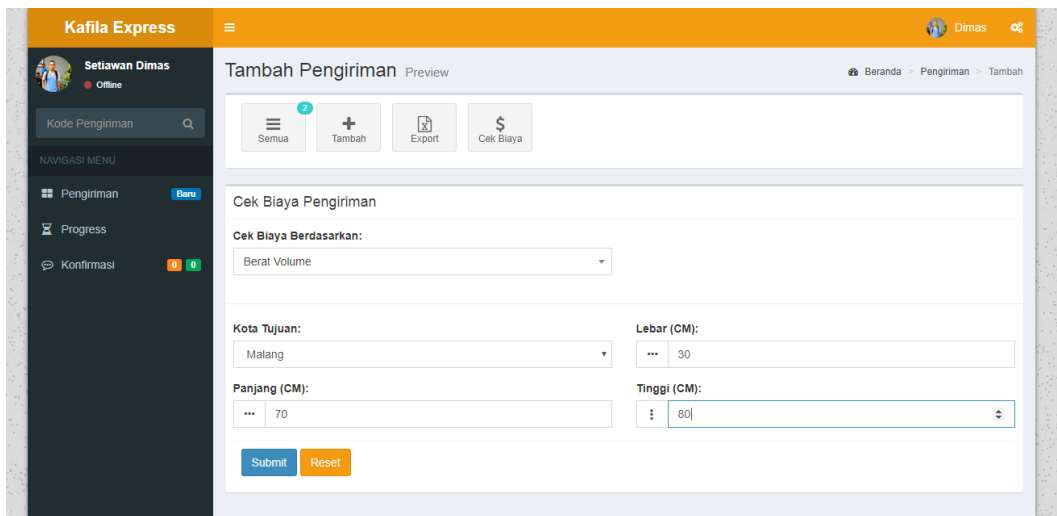 Kafila Express
Dimas
Setiawan Dimas
Offline
Tambah Pengiriman Preview
Beranda > Pengiriman > Tambah
Kode Pengiriman
2
Semua
Tambah
Export
Cek Biaya
NAVIGASI MENU
Pengiriman Baru
Progress
Konfirmasi 0 0
Cek Biaya Pengiriman
Cek Biaya Berdasarkan:
Berat Volume
Kota Tujuan:
Malang
Lebar (CM):
30
Panjang (CM):
70
Tinggi (CM):
80
Submit Reset